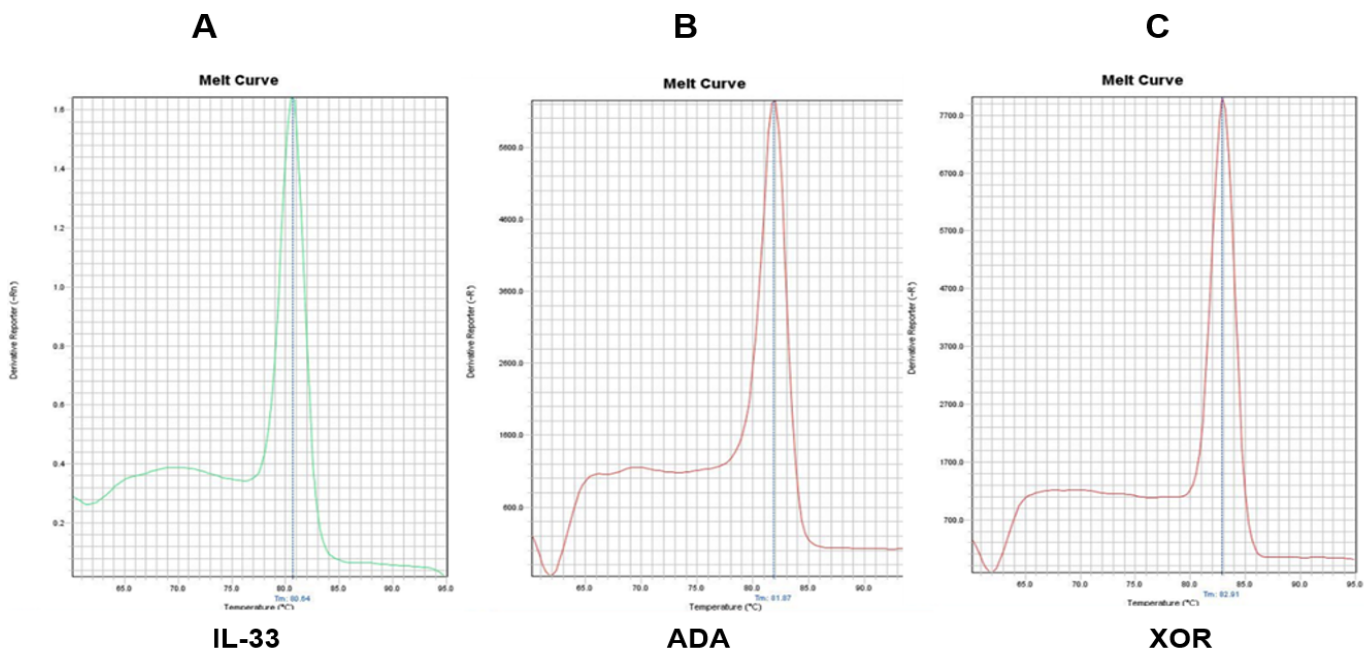 A
B
C
Melt Curve
Melt Curve
Melt Curve
Derivative Reporter (-Rn')
1.6
1.4
1.2
1.0
0.8
0.6
0.4
0.2
65.0 70.0 75.0 80.0 85.0 90.0 95.0
Tm: 80.64
Temperature (°C)
Derivative Reporter (-R')
5600.0
4600.0
3600.0
2600.0
1600.0
600.0
65.0 70.0 75.0 80.0 85.0 90.0
Tm: 81.87
Temperature (°C)
Derivative Reporter (-R')
7700.0
6700.0
5700.0
4700.0
3700.0
2700.0
1700.0
700.0
65.0 70.0 75.0 80.0 85.0 90.0 95.0
Tm: 82.91
Temperature (°C)
IL-33
ADA
XOR